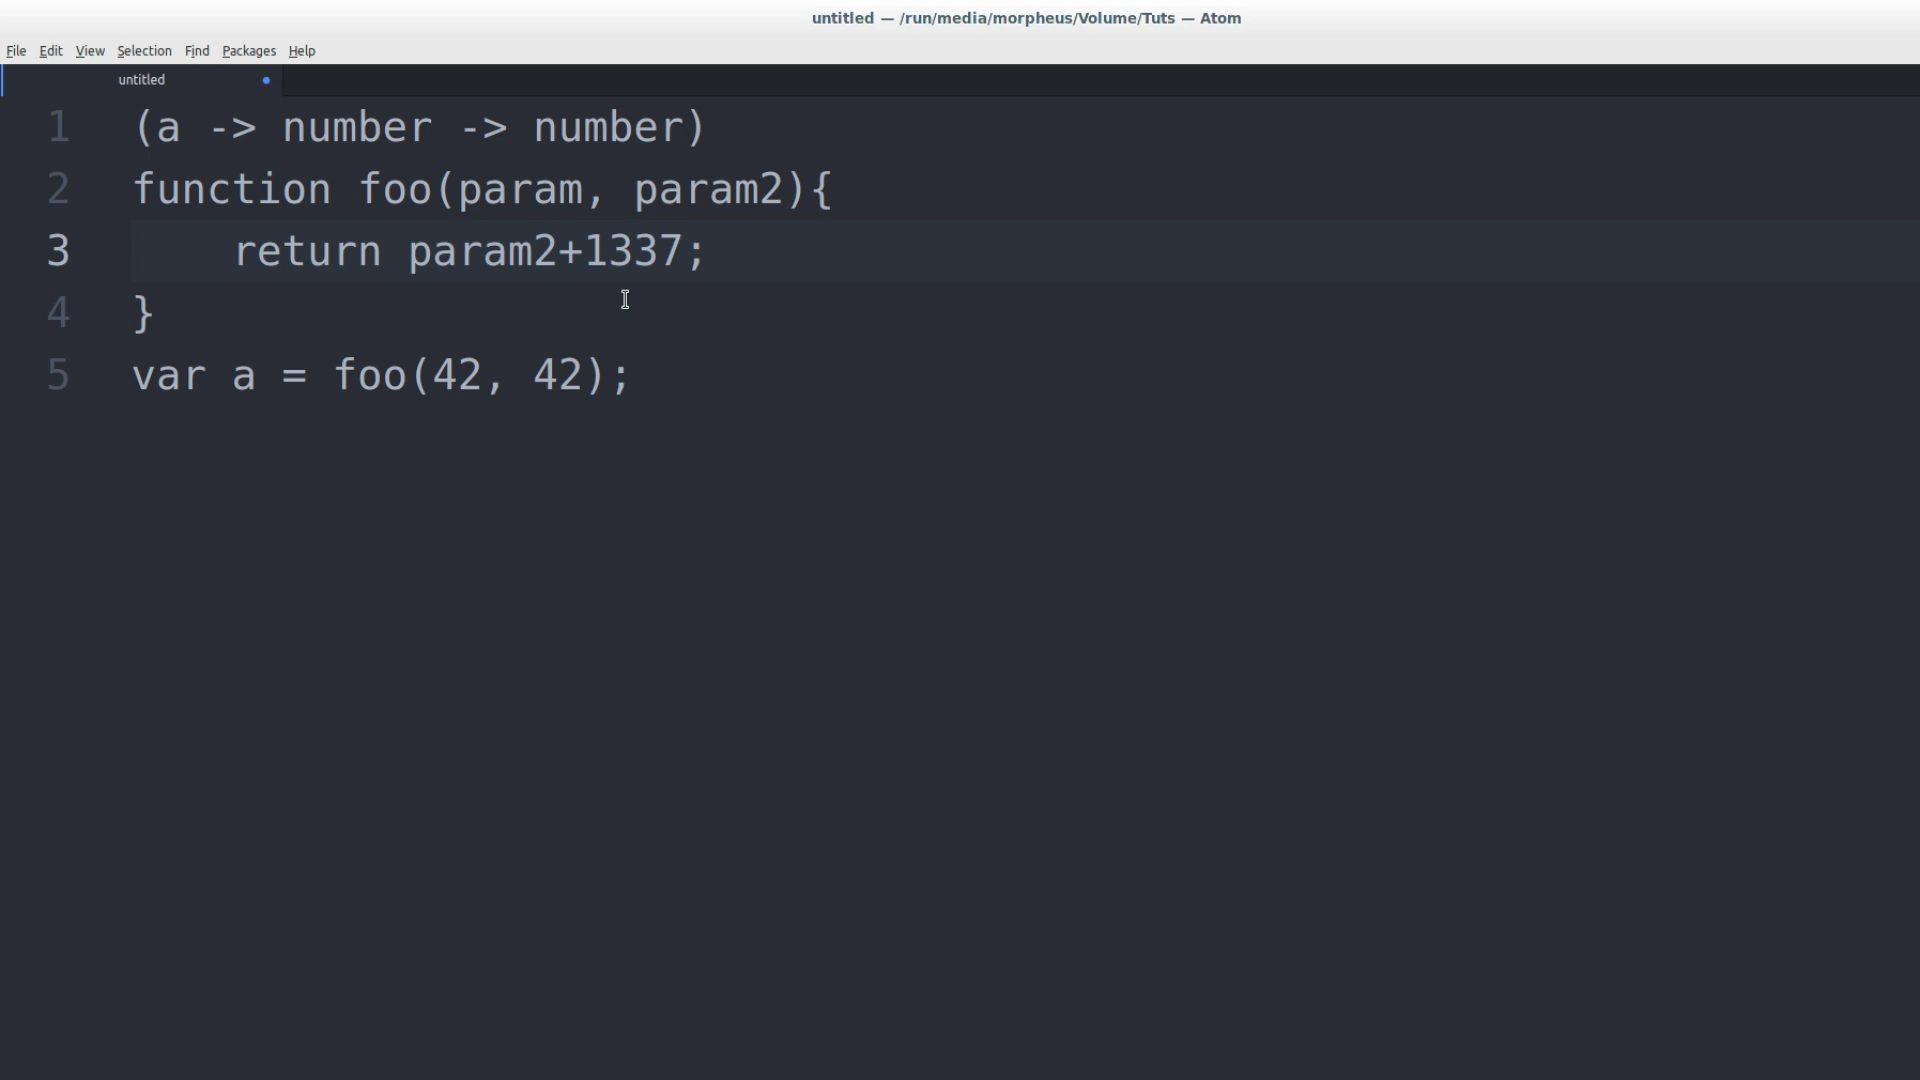 untitled — /run/media/morpheus/Volume/Tuts — Atom
File Edit View Selection Find Packages Help
untitled
1 (a -> number -> number)
2 function foo(param, param2){
3     return param2+1337;
4 }
5 var a = foo(42, 42);